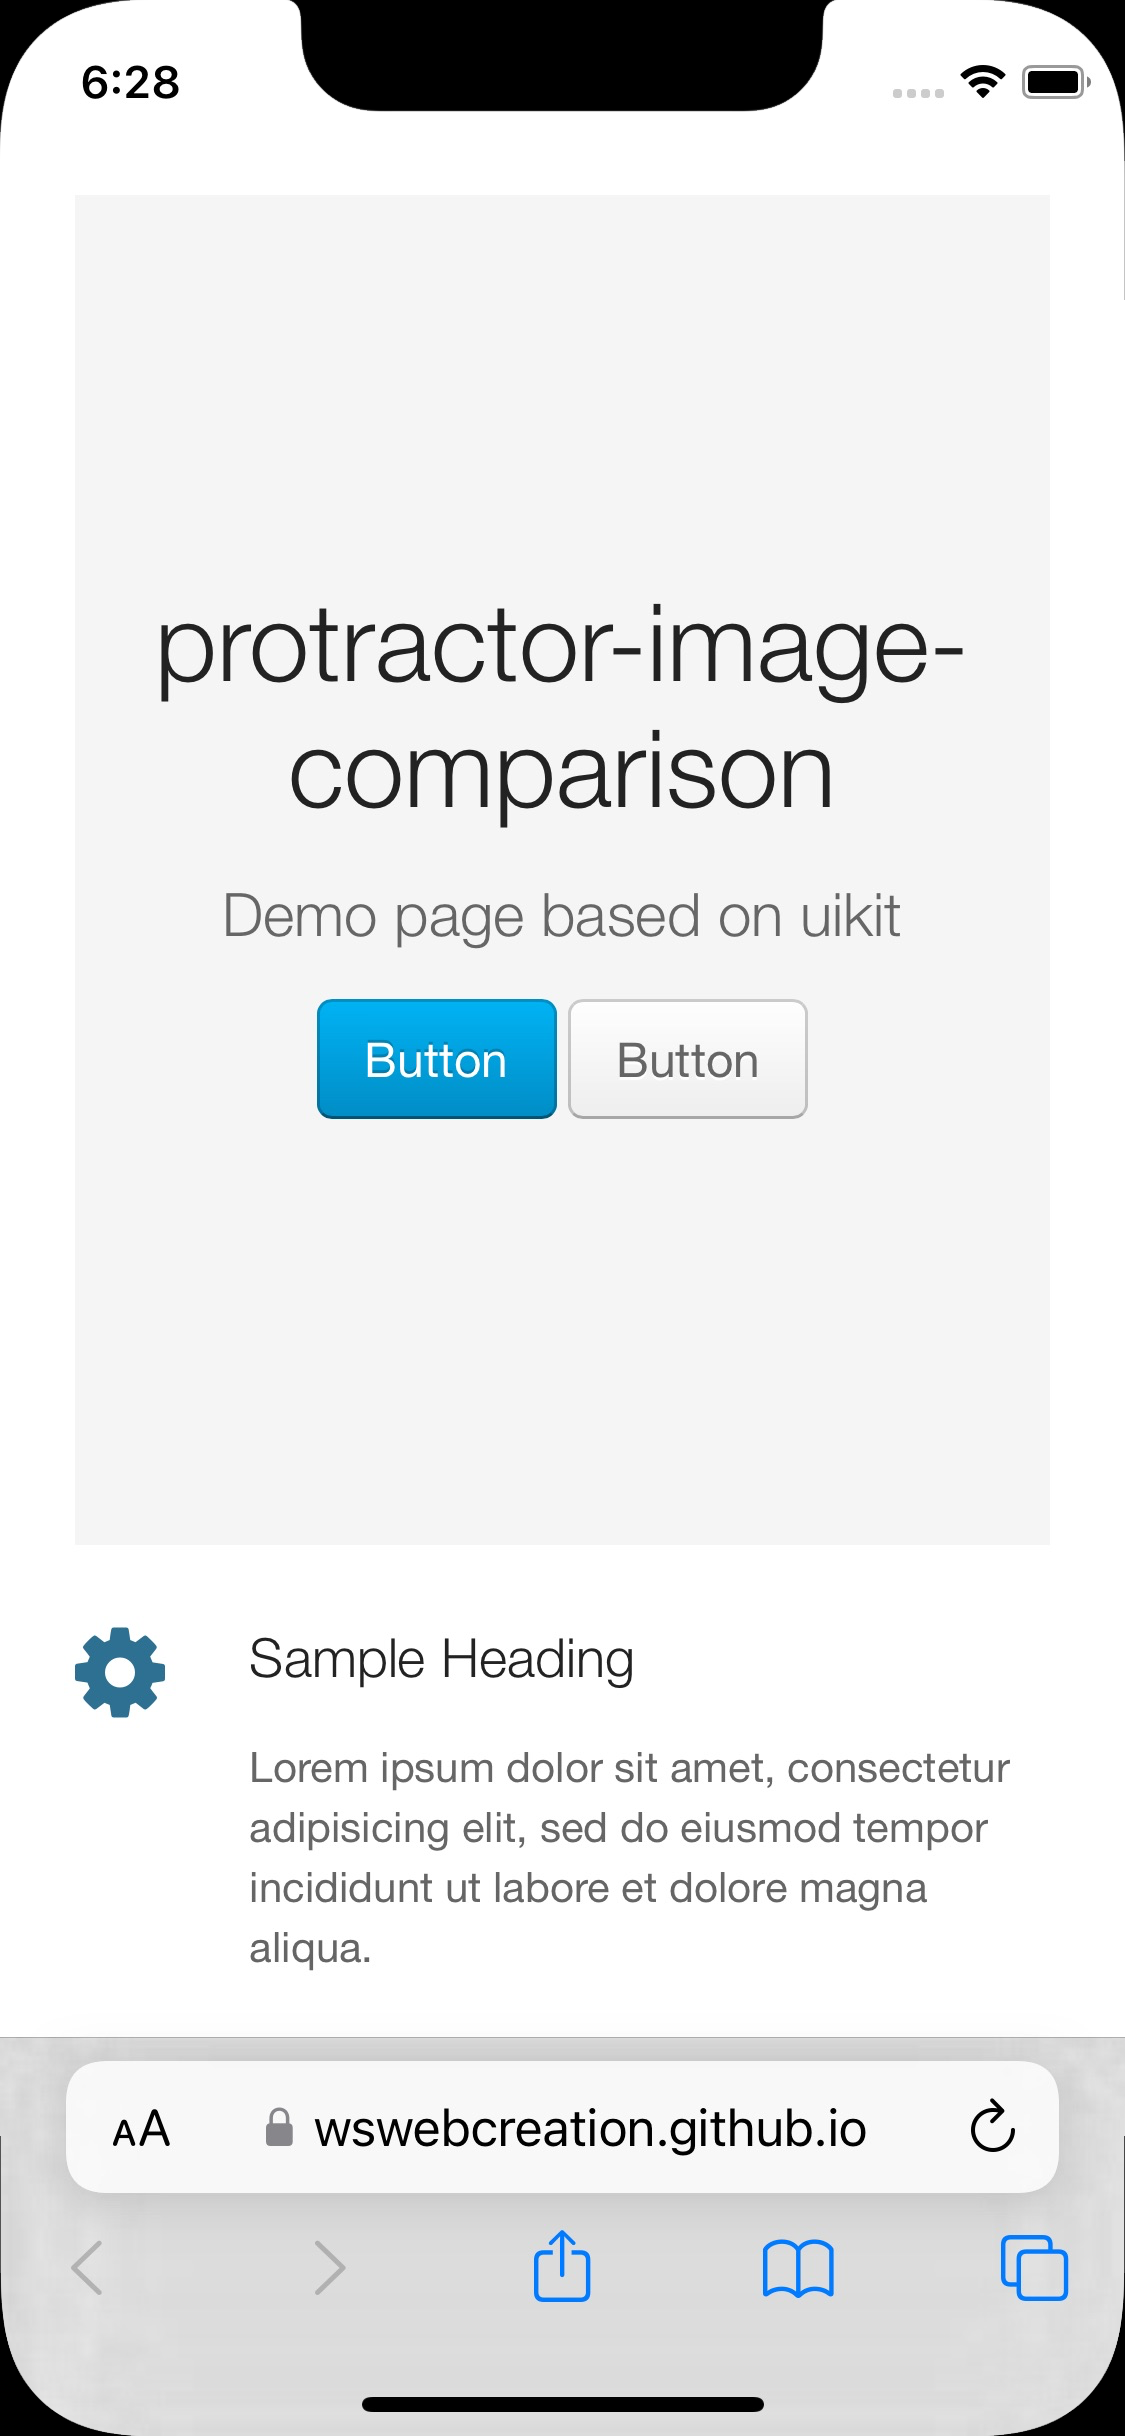 6:28
protractor-image-
comparison
Demo page based on uikit
Button Button
Sample Heading
Lorem ipsum dolor sit amet, consectetur
adipisicing elit, sed do eiusmod tempor
incididunt ut labore et dolore magna
aliqua.
AA wswebcreation.github.io